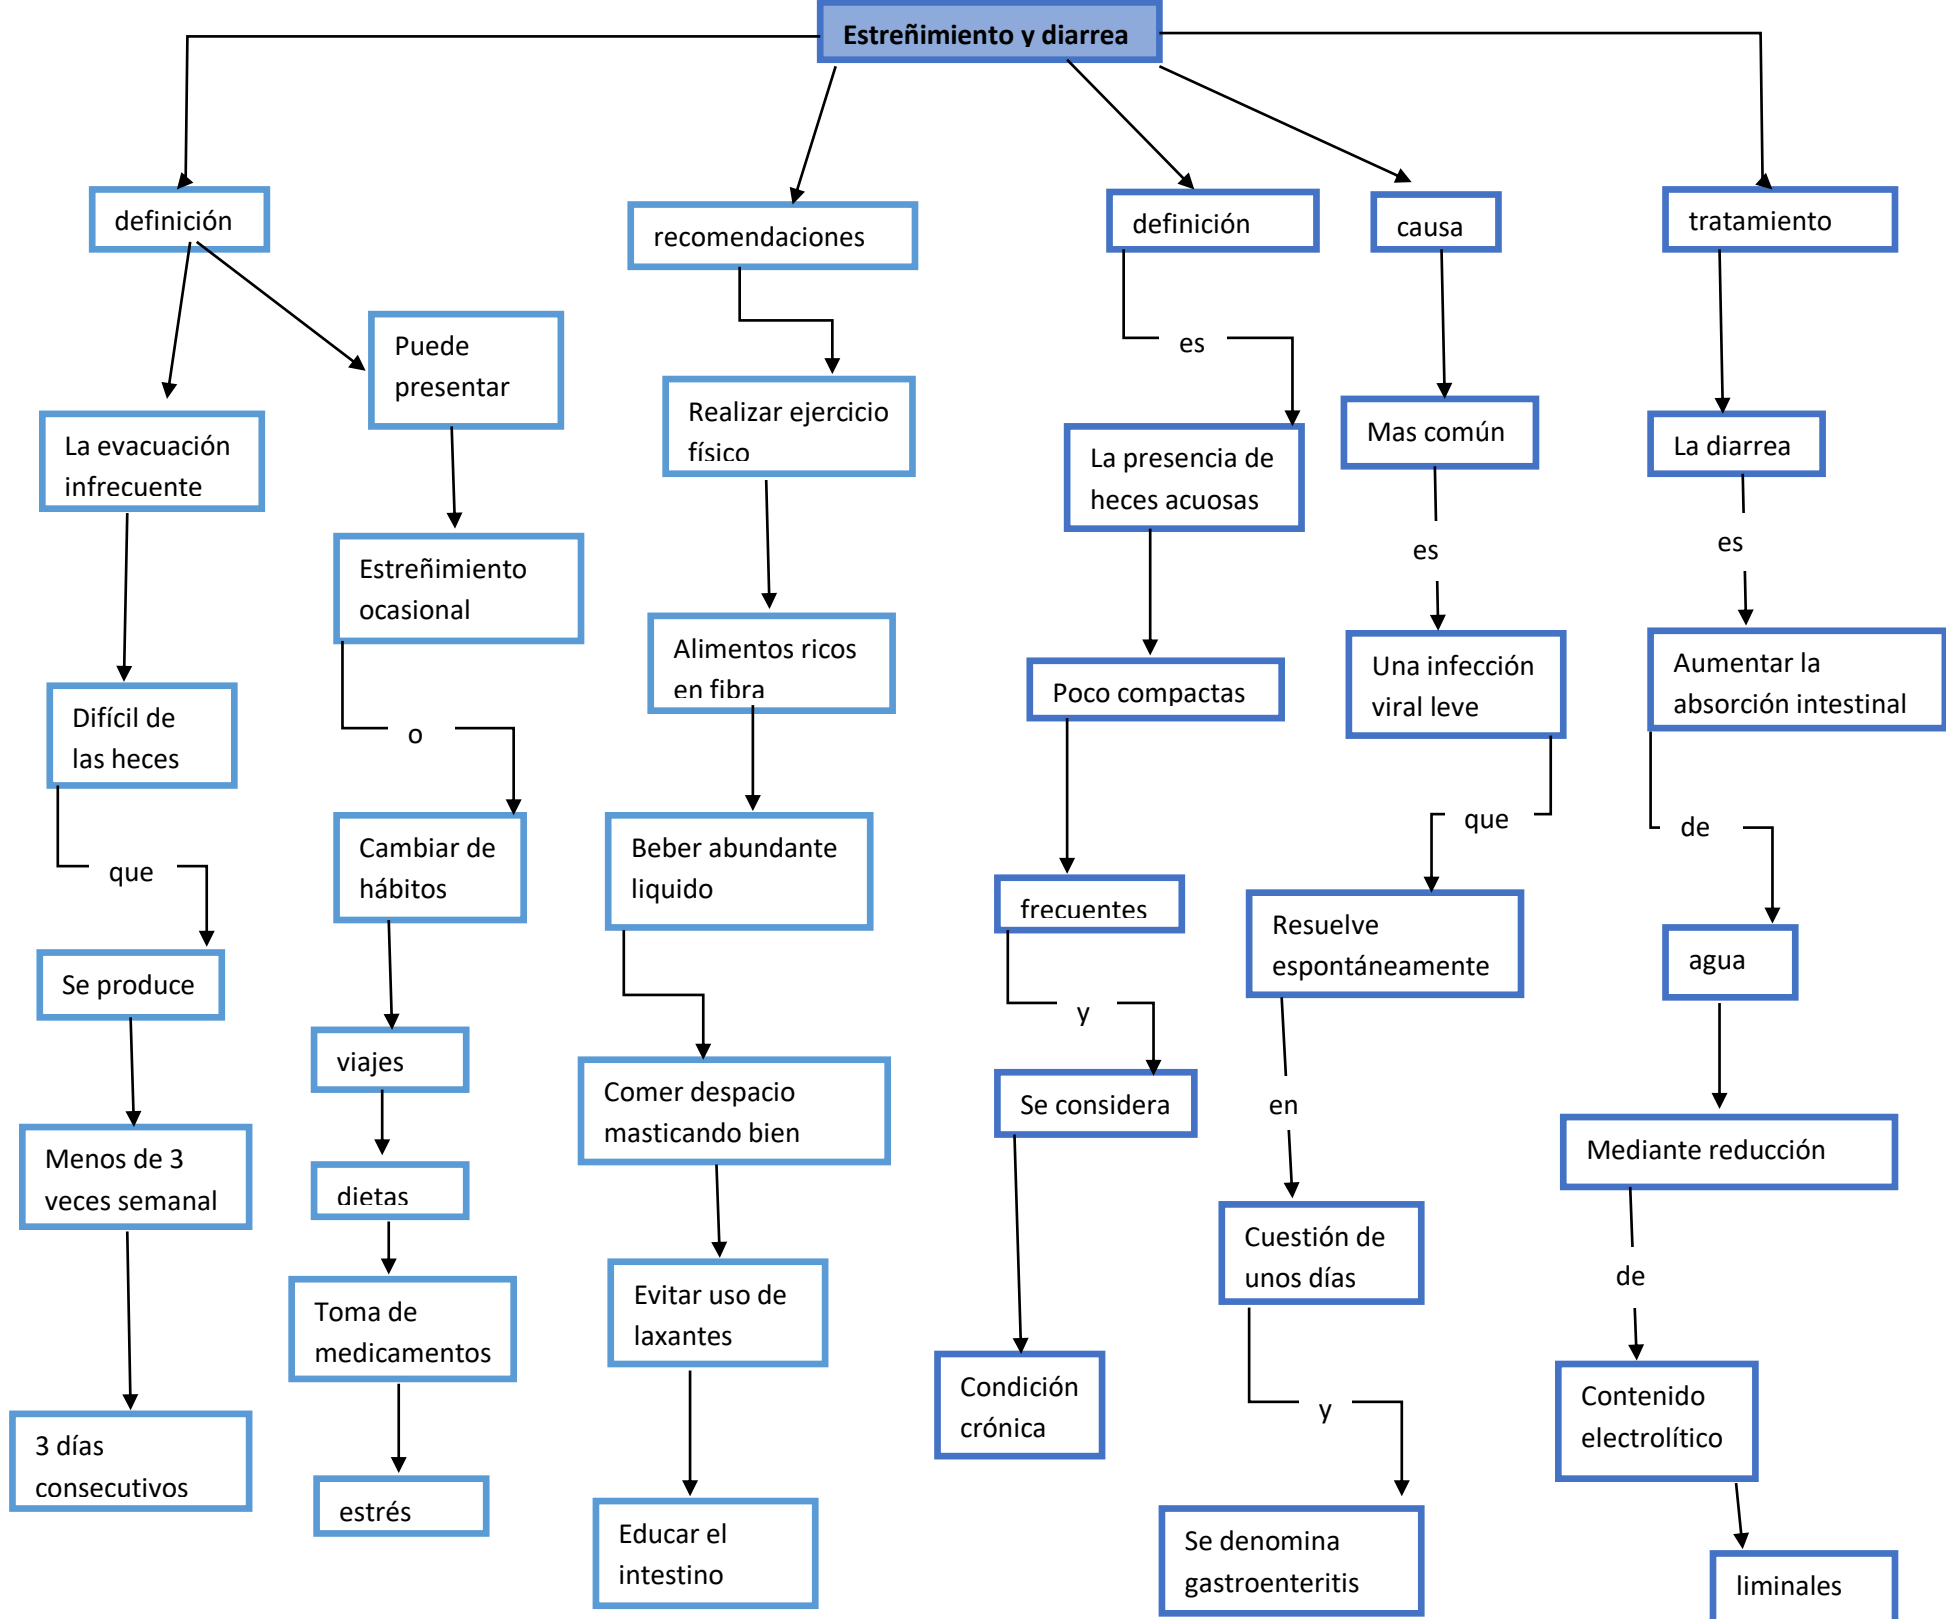 Estreñimiento y diarrea
definición
La evacuación
infrecuente
Difícil de
las heces
que
Se produce
Menos de 3
veces semanal
3 días
consecutivos
Puede
presentar
Estreñimiento
ocasional
o
Cambiar de
hábitos
viajes
dietas
Toma de
medicamentos
estrés
recomendaciones
Realizar ejercicio
físico
Alimentos ricos
en fibra
Beber abundante
liquido
Comer despacio
masticando bien
Evitar uso de
laxantes
Educar el
intestino
definición
es
La presencia de
heces acuosas
Poco compactas
frecuentes
y
Se considera
Condición
crónica
causa
Mas común
es
Una infección
viral leve
que
Resuelve
espontáneamente
en
Cuestión de
unos días
y
Se denomina
gastroenteritis
tratamiento
La diarrea
es
Aumentar la
absorción intestinal
de
agua
Mediante reducción
de
Contenido
electrolítico
liminales